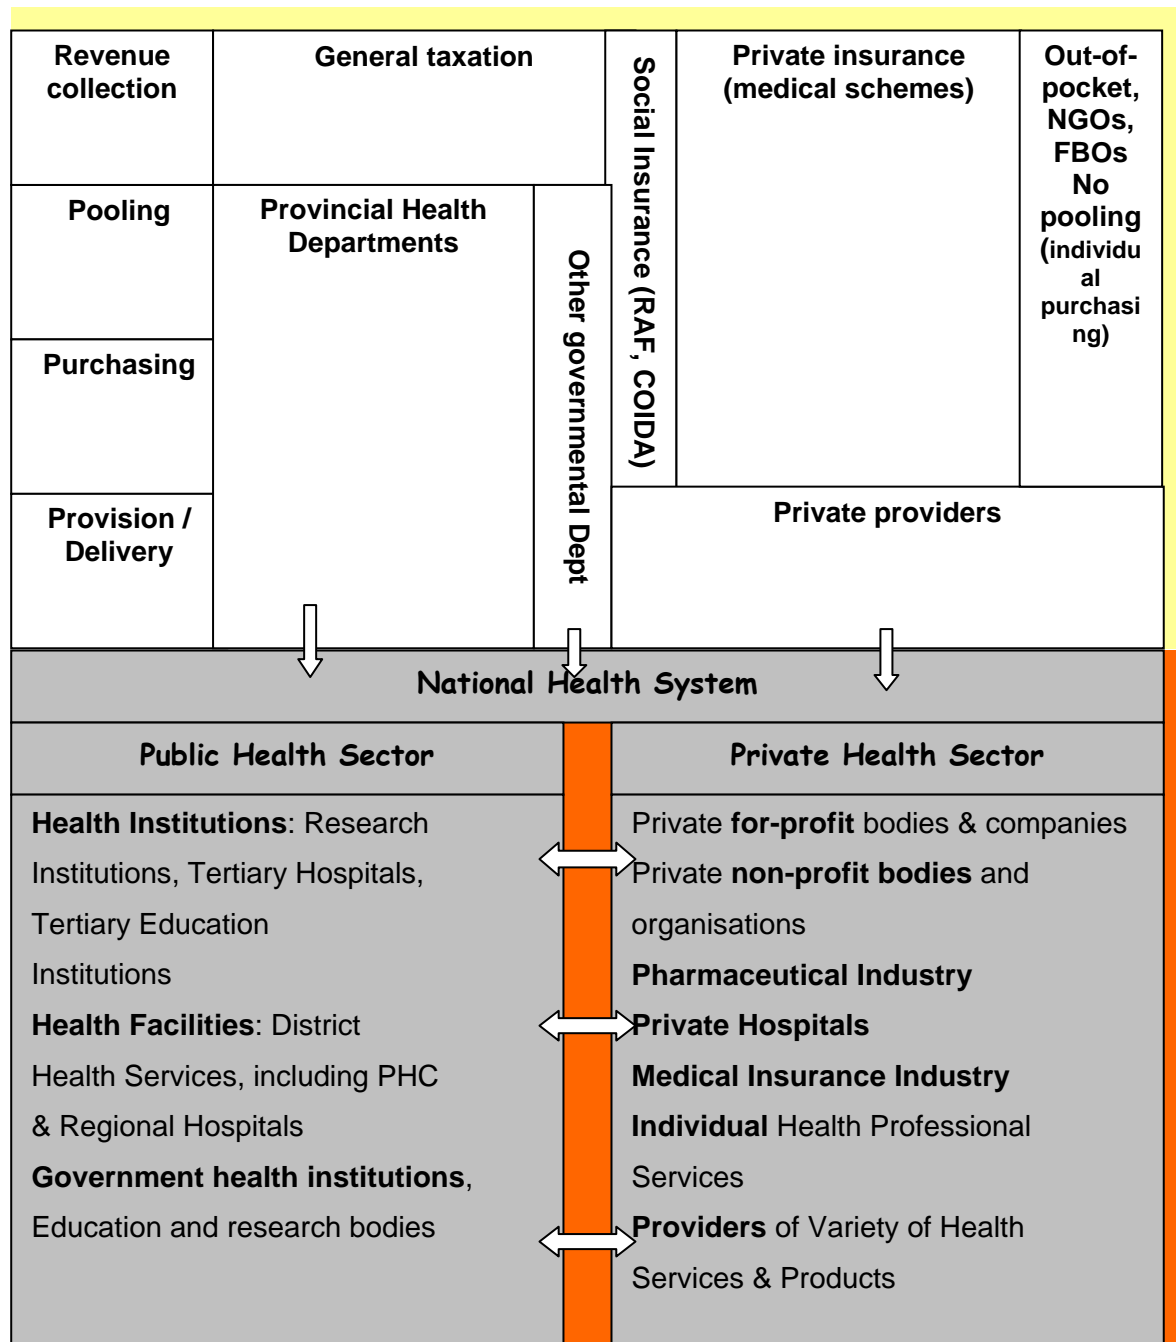 Revenue
collection
General taxation
Social Insurance (RAF, COIDA)
Private insurance
(medical schemes)
Out-of-
pocket,
NGOs,
FBOs
No
pooling
(individu
al
purchasi
ng)
Pooling
Provincial Health
Departments
Other governmental Dept
Purchasing
Provision /
Delivery
Private providers
National Health System
Public Health Sector
Health Institutions: Research
Institutions, Tertiary Hospitals,
Tertiary Education
Institutions
Health Facilities: District
Health Services, including PHC
& Regional Hospitals
Government health institutions,
Education and research bodies
Private Health Sector
Private for-profit bodies & companies
Private non-profit bodies and
organisations
Pharmaceutical Industry
Private Hospitals
Medical Insurance Industry
Individual Health Professional
Services
Providers of Variety of Health
Services & Products